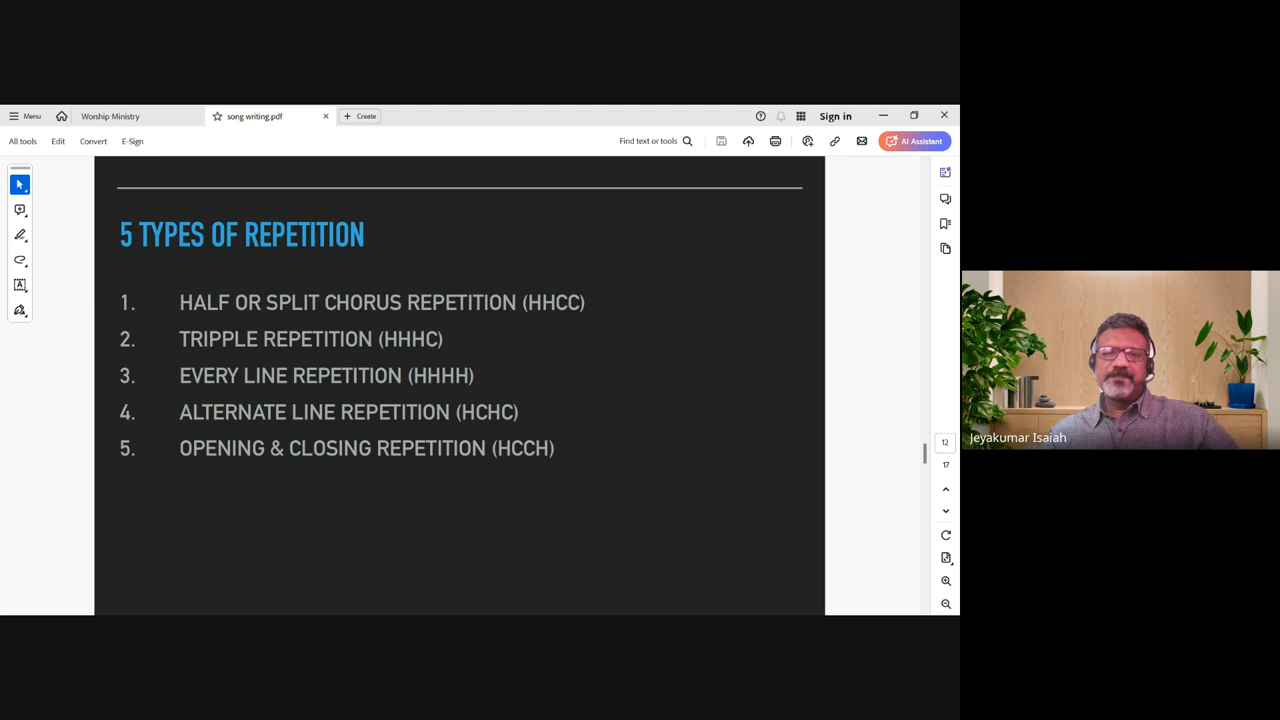 Menu
Worship Ministry
song writing.pdf
Create
Sign in
All tools
Edit
Convert
E-Sign
Find text or tools
AI Assistant
5 TYPES OF REPETITION
1. HALF OR SPLIT CHORUS REPETITION (HHCC)
2. TRIPPLE REPETITION (HHHC)
3. EVERY LINE REPETITION (HHHH)
4. ALTERNATE LINE REPETITION (HCHC)
5. OPENING & CLOSING REPETITION (HCCH)
12
17
Jeyakumar Isaiah